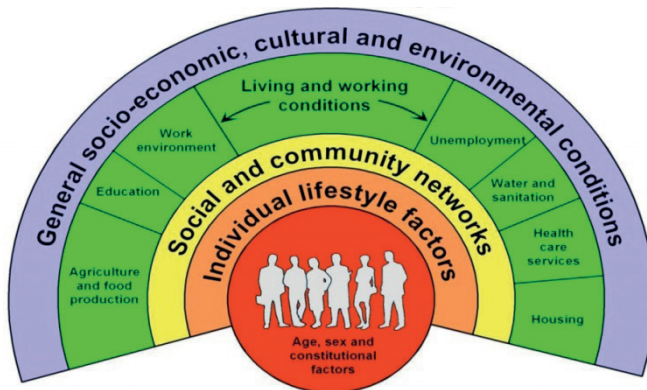 General socio-economic, cultural and environmental conditions
Living and working
conditions
Agriculture
and food
production
Education
Work
environment
Unemployment
Water and
sanitation
Health
care
services
Housing
Social and community networks
Individual lifestyle factors
Age, sex and
constitutional
factors